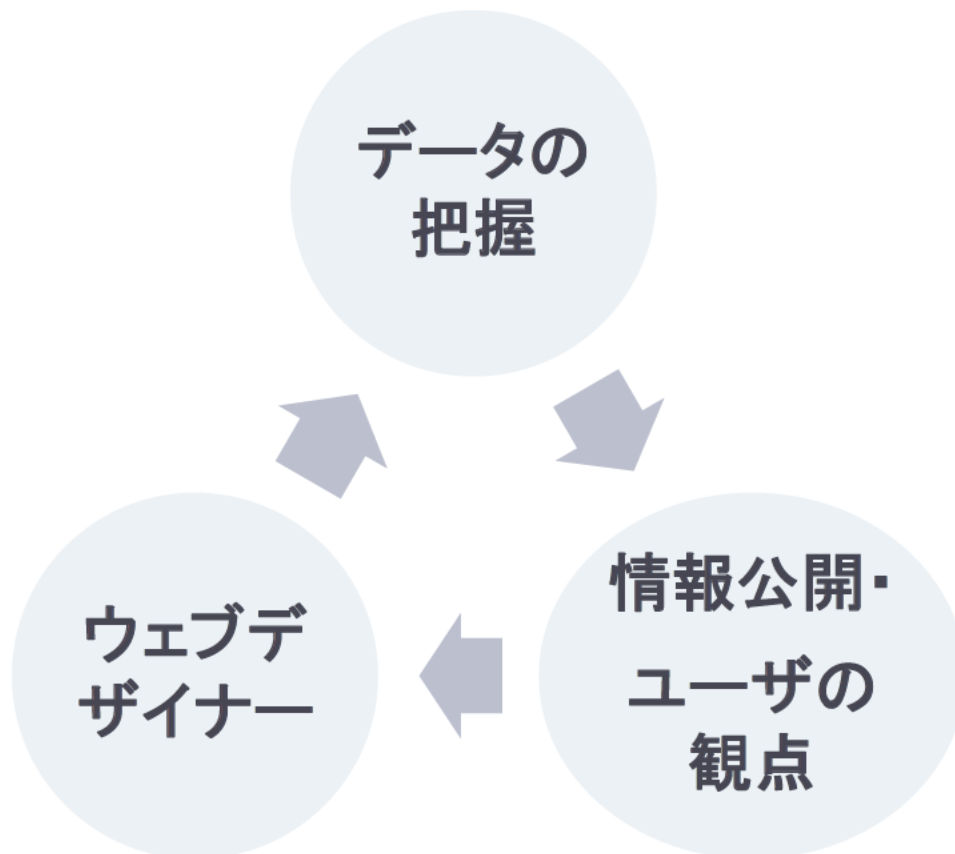 データの
把握
情報公開・
ユーザの
観点
ウェブデ
ザイナー